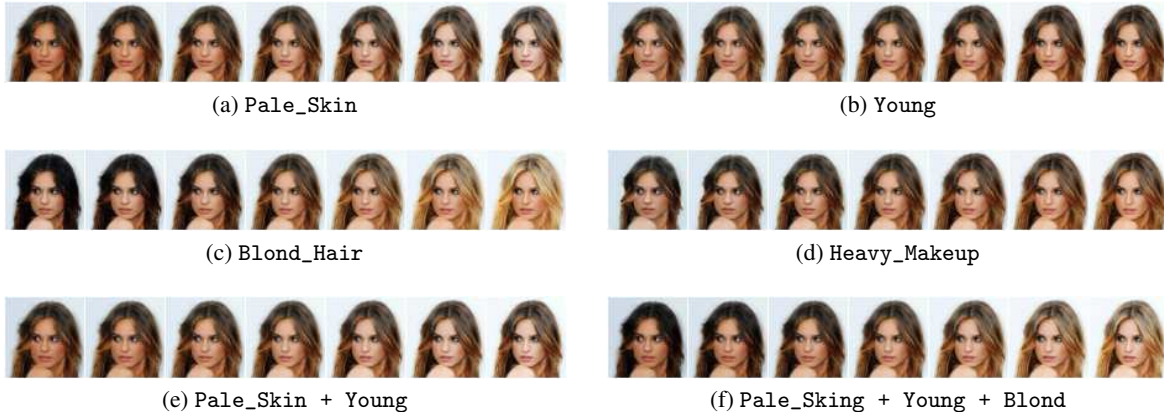 (a) Pale_Skin
(b) Young
(c) Blond_Hair
(d) Heavy_Makeup
(e) Pale_Skin + Young
(f) Pale_Sking + Young + Blond